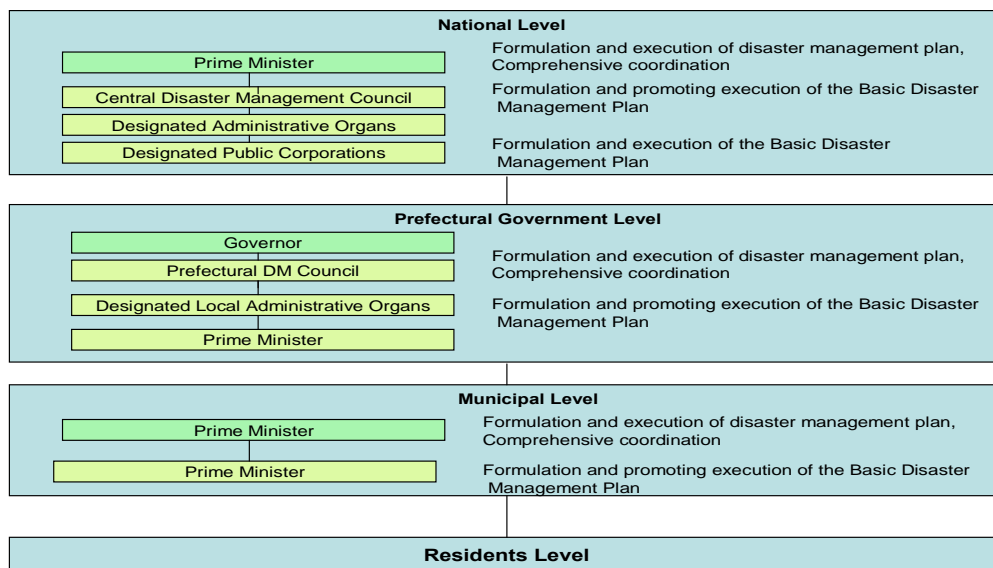 National Level
Prime Minister
Formulation and execution of disaster management plan,
Comprehensive coordination
Central Disaster Management Council
Formulation and promoting execution of the Basic Disaster
Management Plan
Designated Administrative Organs
Designated Public Corporations
Formulation and execution of the Basic Disaster
Management Plan
Prefectural Government Level
Governor
Formulation and execution of disaster management plan,
Comprehensive coordination
Prefectural DM Council
Designated Local Administrative Organs
Formulation and promoting execution of the Basic Disaster
Management Plan
Prime Minister
Municipal Level
Prime Minister
Formulation and execution of disaster management plan,
Comprehensive coordination
Prime Minister
Formulation and promoting execution of the Basic Disaster
Management Plan
Residents Level